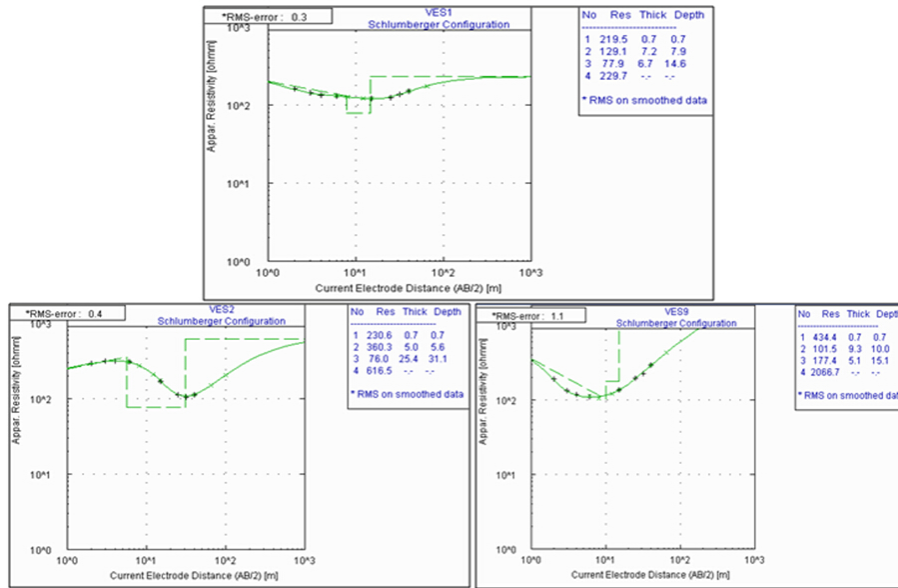 *RMS-error : 0.3
VES1
Schlumberger Configuration
Appar. Resistivity [ohmm]
10^3
10^2
10^1
10^0
10^0 10^1 10^2 10^3
Current Electrode Distance (AB/2) [m]
No Res Thick Depth
1 219.5 0.7 0.7
2 129.1 7.2 7.9
3 77.9 6.7 14.6
4 229.7 -.- -.-
* RMS on smoothed data
*RMS-error : 0.4
VES2
Schlumberger Configuration
Appar. Resistivity [ohmm]
10^3
10^2
10^1
10^0
10^0 10^1 10^2 10^3
Current Electrode Distance (AB/2) [m]
No Res Thick Depth
1 230.6 0.7 0.7
2 360.3 5.0 5.6
3 76.0 25.4 31.1
4 616.5 -.- -.-
* RMS on smoothed data
*RMS-error : 1.1
VES9
Schlumberger Configuration
Appar. Resistivity [ohmm]
10^3
10^2
10^1
10^0
10^0 10^1 10^2 10^3
Current Electrode Distance (AB/2) [m]
No Res Thick Depth
1 434.4 0.7 0.7
2 101.5 9.3 10.0
3 177.4 5.1 15.1
4 2066.7 -.- -.-
* RMS on smoothed data